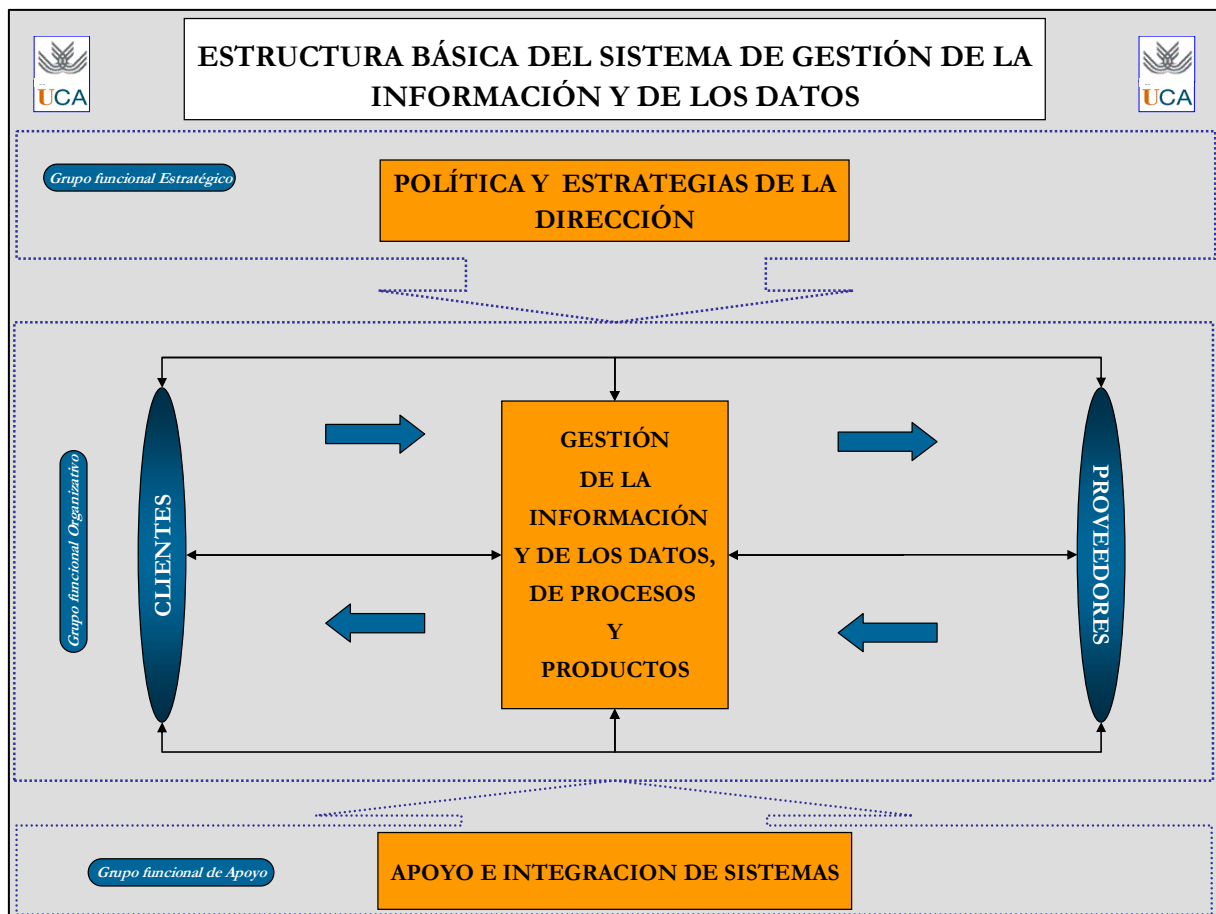 ESTRUCTURA BÁSICA DEL SISTEMA DE GESTIÓN DE LA
INFORMACIÓN Y DE LOS DATOS
UCA
UCA
Grupo funcional Estratégico
POLÍTICA Y ESTRATEGIAS DE LA
DIRECCIÓN
Grupo funcional Organizativo
CLIENTES
GESTIÓN
DE LA
INFORMACIÓN
Y DE LOS DATOS,
DE PROCESOS
Y
PRODUCTOS
PROVEEDORES
Grupo funcional de Apoyo
APOYO E INTEGRACION DE SISTEMAS